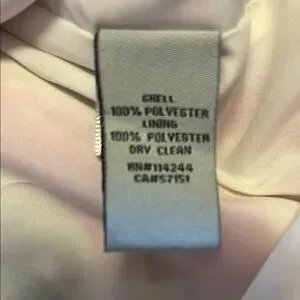 SHELL
100% POLYESTER
LINING
100% POLYESTER
DRY CLEAN
RN#114244
CA#57151